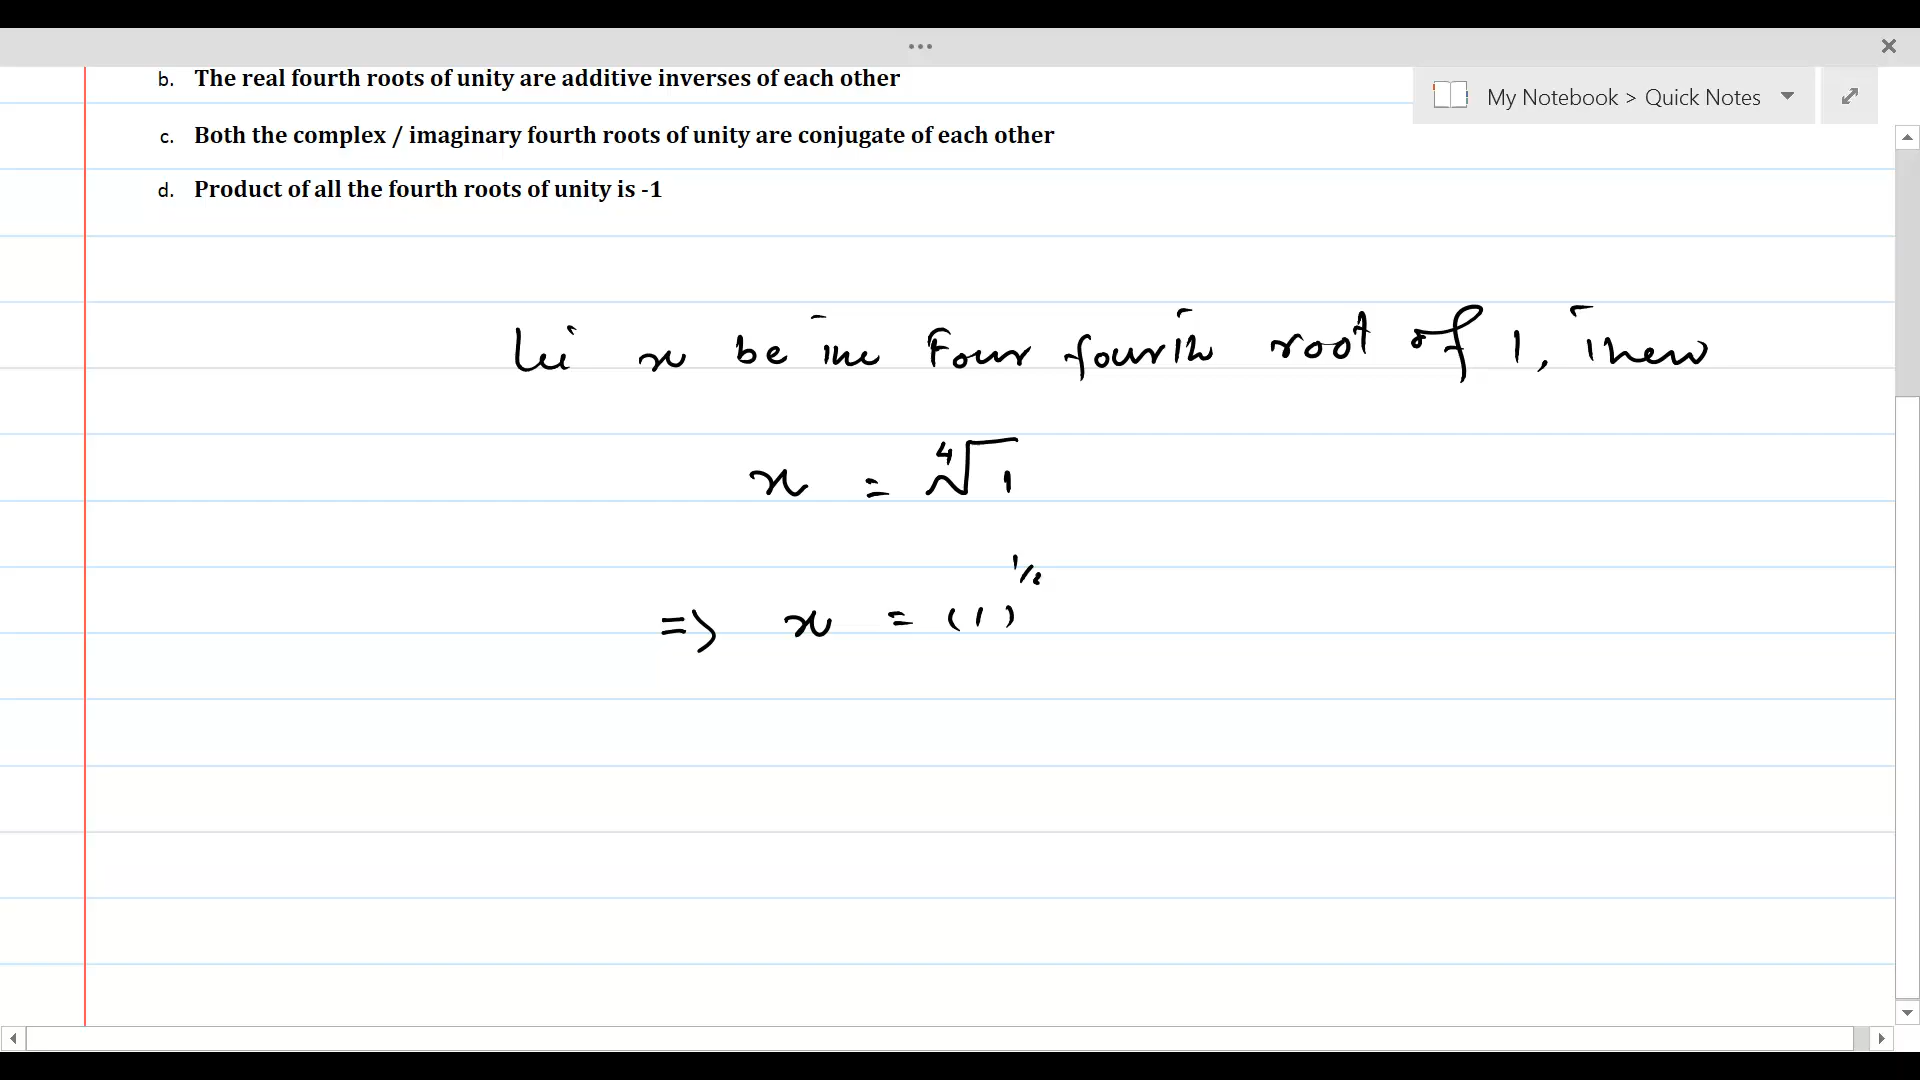 b. The real fourth roots of unity are additive inverses of each other
My Notebook > Quick Notes
c. Both the complex / imaginary fourth roots of unity are conjugate of each other
d. Product of all the fourth roots of unity is -1
Let x be the Four fourth root of 1, then
x = ∜1
=> x = (1)^1/2